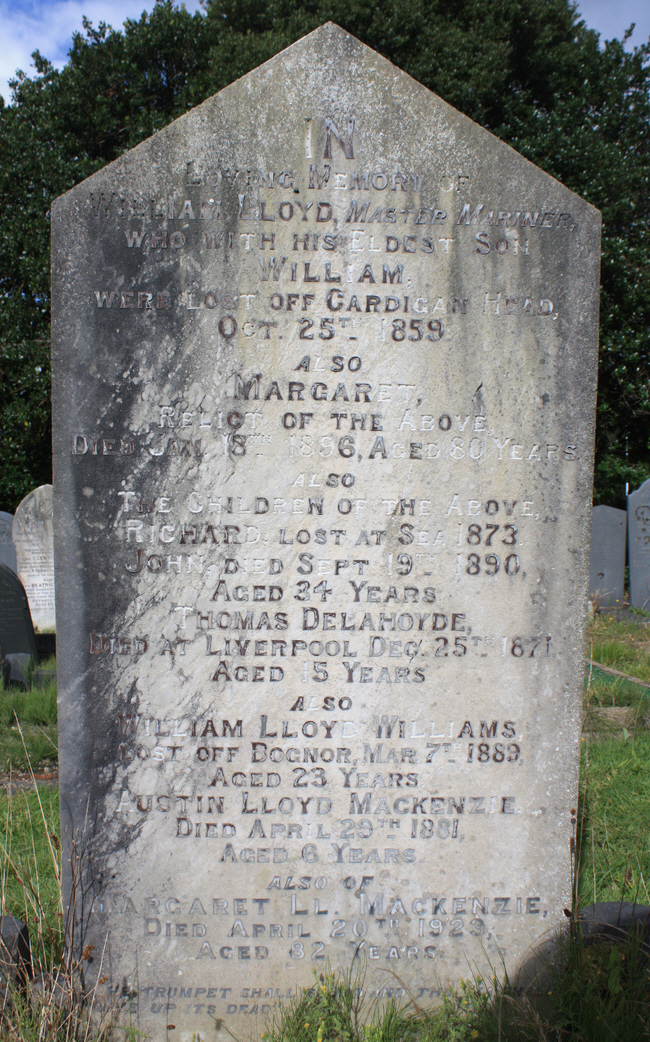 IN
LOVING MEMORY OF
WILLIAM LLOYD, MASTER MARINER,
WHO WITH HIS ELDEST SON
WILLIAM,
WERE LOST OFF CARDIGAN HEAD,
OCT. 25TH 1859.
ALSO
MARGARET,
RELICT OF THE ABOVE,
DIED JAN. 18TH 1896, AGED 80 YEARS.
ALSO
THE CHILDREN OF THE ABOVE,
RICHARD, LOST AT SEA 1873.
JOHN, DIED SEPT 19TH 1890,
AGED 34 YEARS
THOMAS DELAHOYDE,
DIED AT LIVERPOOL DEC. 25TH 1871.
AGED 15 YEARS
ALSO
WILLIAM LLOYD WILLIAMS,
LOST OFF BOGNOR, MAR 7TH 1889,
AGED 23 YEARS
AUSTIN LLOYD MACKENZIE
DIED APRIL 29TH 1881,
AGED 6 YEARS
ALSO OF
MARGARET LL. MACKENZIE,
DIED APRIL 20TH 1923,
AGED 82 YEARS.
TRUMPET SHALL
UP ITS DEAD